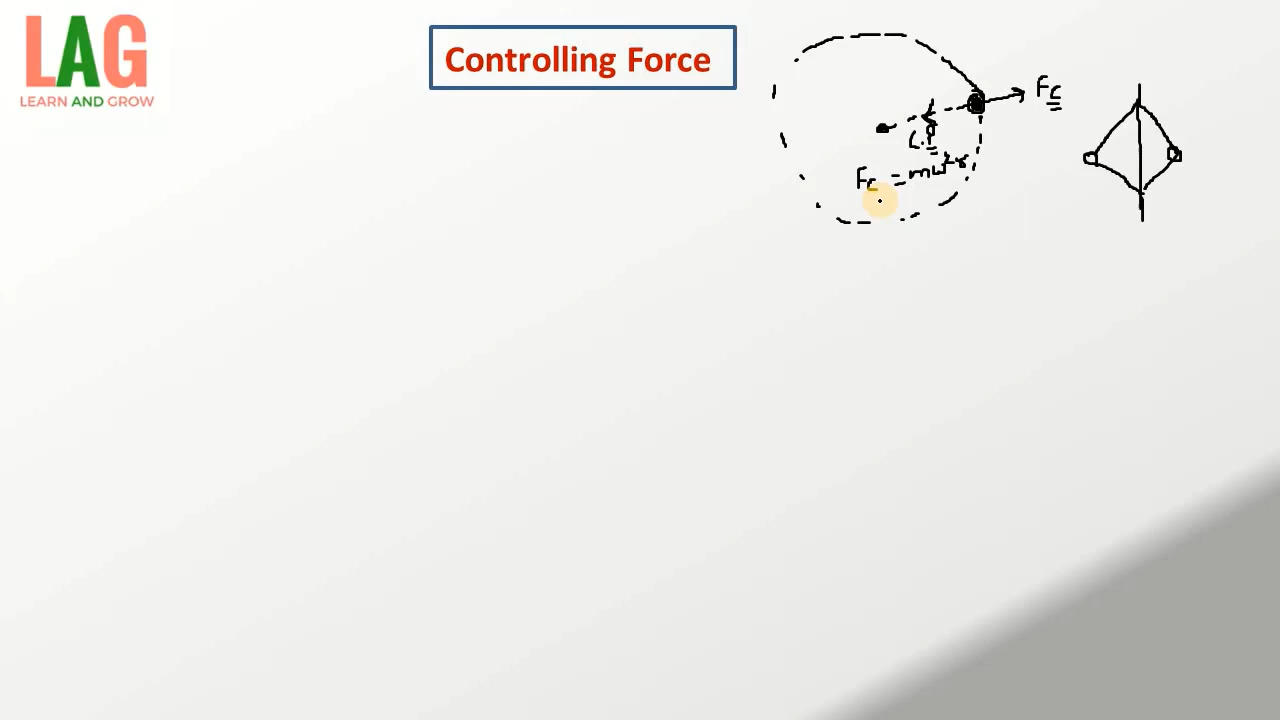 LAG
LEARN AND GROW
Controlling Force
Fc
C.P
Fc = mω²r